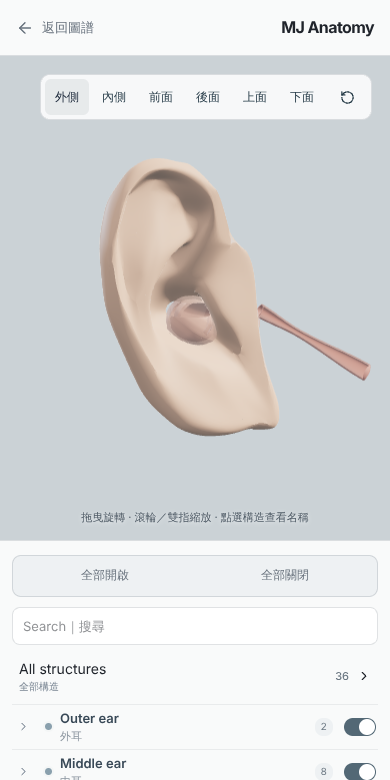 返回圖譜
MJ Anatomy
外側 內側 前面 後面 上面 下面
拖曳旋轉 · 滾輪／雙指縮放 · 點選構造查看名稱
全部開啟 全部關閉
Search｜搜尋
All structures
全部構造
36
Outer ear
外耳
2
Middle ear
中耳
8